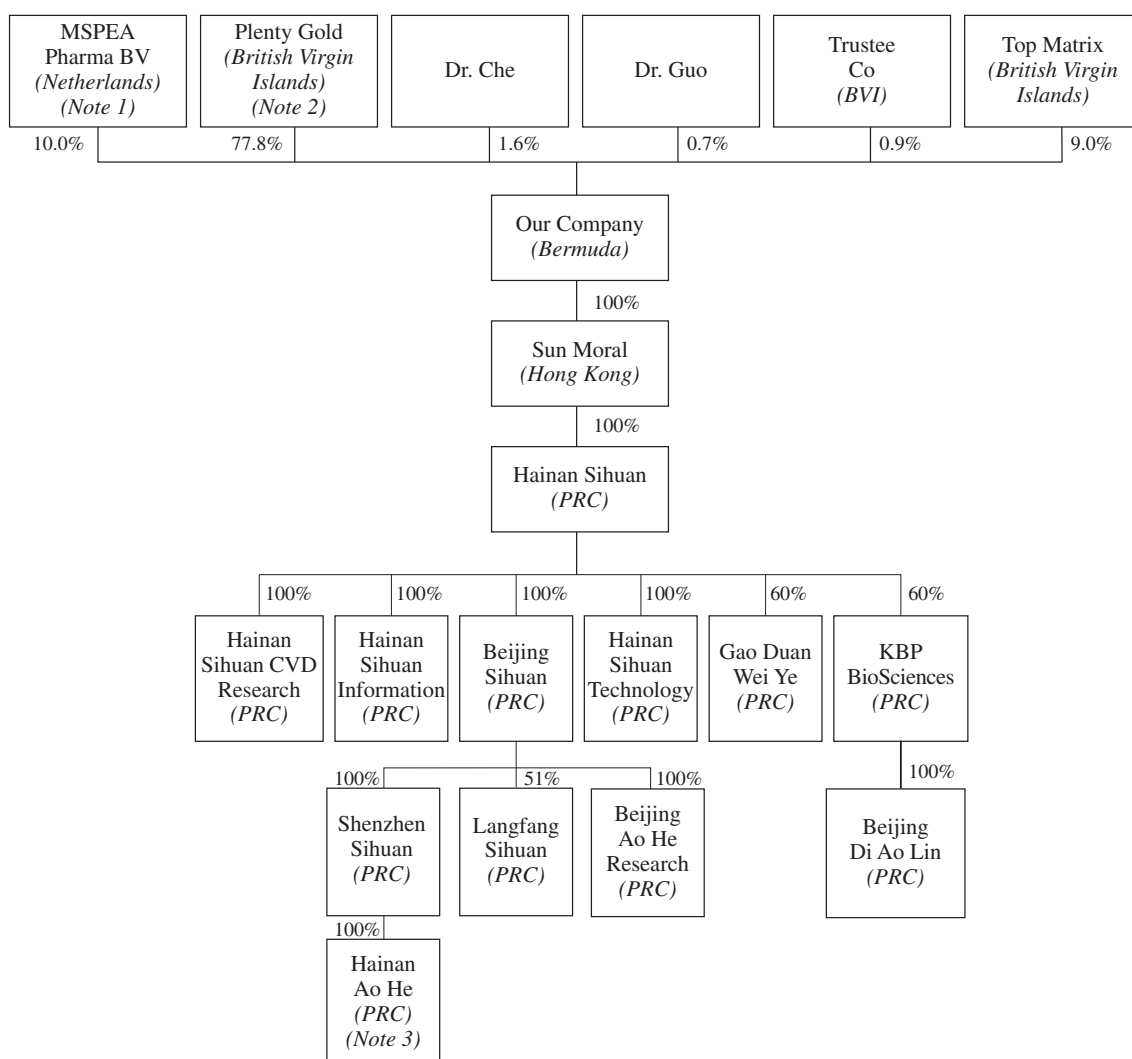 MSPEA
Pharma BV
(Netherlands)
(Note 1)
Plenty Gold
(British Virgin
Islands)
(Note 2)
Dr. Che
Dr. Guo
Trustee
Co
(BVI)
Top Matrix
(British Virgin
Islands)
10.0%
77.8%
1.6%
0.7%
0.9%
9.0%
Our Company
(Bermuda)
100%
Sun Moral
(Hong Kong)
100%
Hainan Sihuan
(PRC)
100%
100%
100%
100%
60%
60%
Hainan
Sihuan CVD
Research
(PRC)
Hainan
Sihuan
Information
(PRC)
Beijing
Sihuan
(PRC)
Hainan
Sihuan
Technology
(PRC)
Gao Duan
Wei Ye
(PRC)
KBP
BioSciences
(PRC)
100%
51%
100%
100%
Shenzhen
Sihuan
(PRC)
Langfang
Sihuan
(PRC)
Beijing
Ao He
Research
(PRC)
Beijing
Di Ao Lin
(PRC)
100%
Hainan
Ao He
(PRC)
(Note 3)